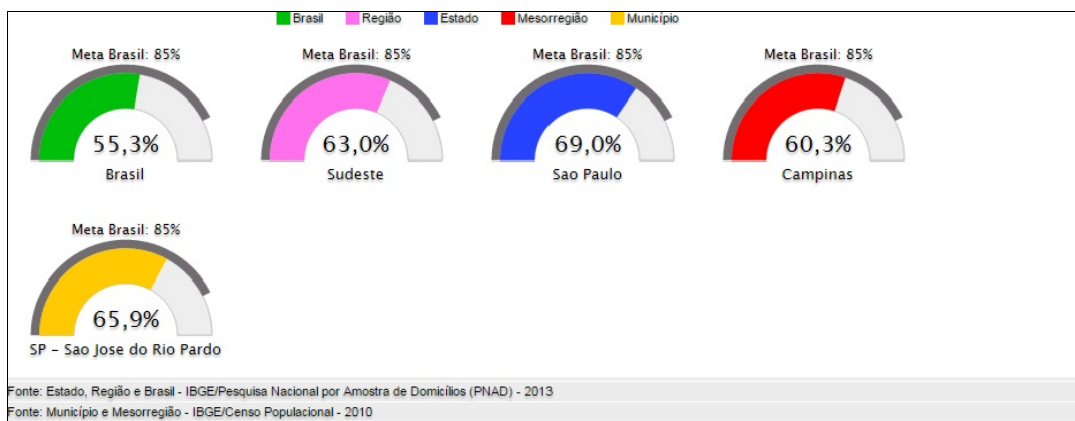 Brasil Região Estado Mesorregião Município
Meta Brasil: 85% Meta Brasil: 85% Meta Brasil: 85% Meta Brasil: 85%
55,3% 63,0% 69,0% 60,3%
Brasil Sudeste Sao Paulo Campinas
Meta Brasil: 85%
65,9%
SP - Sao Jose do Rio Pardo
Fonte: Estado, Região e Brasil - IBGE/Pesquisa Nacional por Amostra de Domicílios (PNAD) - 2013
Fonte: Município e Mesorregião - IBGE/Censo Populacional - 2010